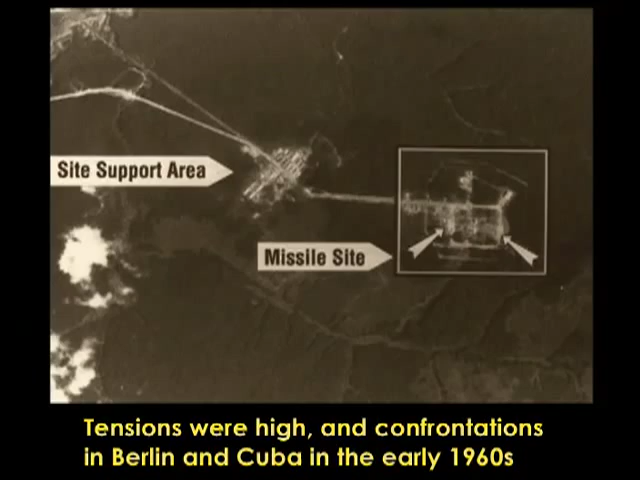 Site Support Area
Missile Site
Tensions were high, and confrontations
in Berlin and Cuba in the early 1960s